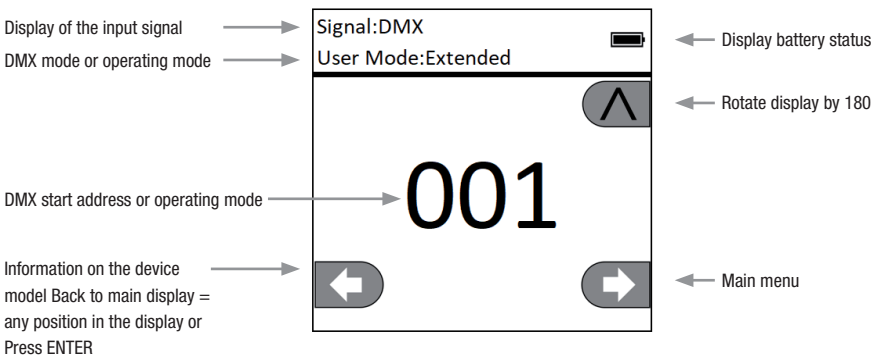 Display of the input signal
DMX mode or operating mode
Signal:DMX
User Mode:Extended
Display battery status
Rotate display by 180
DMX start address or operating mode
001
Information on the device
model Back to main display =
any position in the display or
Press ENTER
Main menu